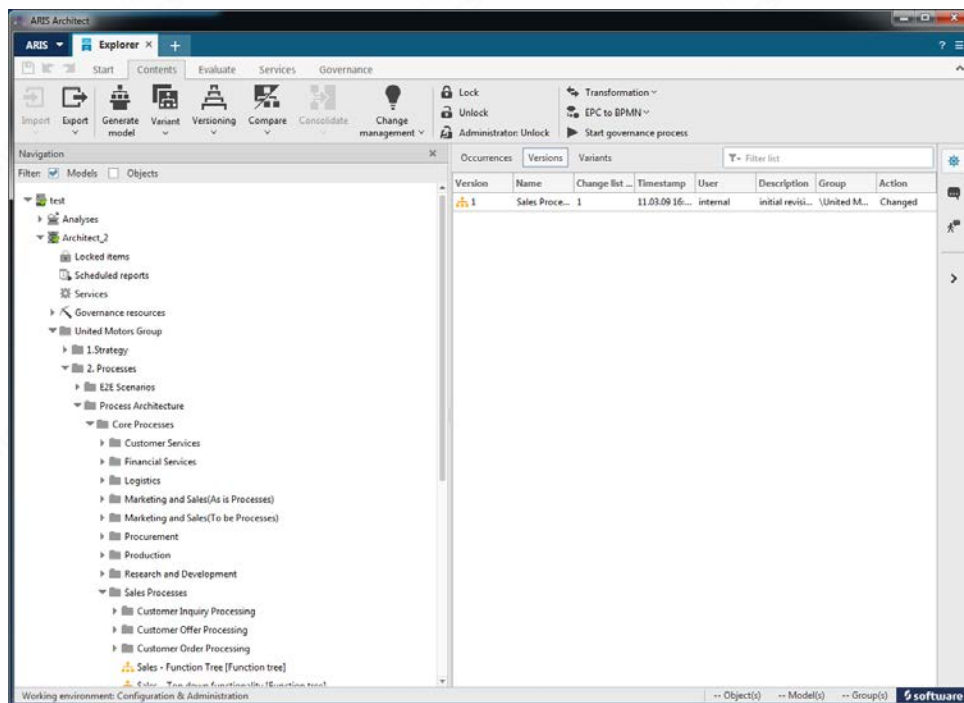 ARIS Architect
ARIS Explorer × +
? ≡
Start Contents Evaluate Services Governance
Import Export Generate model Variant Versioning Compare Consolidate Change management
Lock
Unlock
Administrator: Unlock
Transformation
EPC to BPMN
Start governance process
Navigation ×
Filter: Models Objects
test
Analyses
Architect_2
Locked items
Scheduled reports
Services
Governance resources
United Motors Group
1.Strategy
2. Processes
E2E Scenarios
Process Architecture
Core Processes
Customer Services
Financial Services
Logistics
Marketing and Sales(As is Processes)
Marketing and Sales(To be Processes)
Procurement
Production
Research and Development
Sales Processes
Customer Inquiry Processing
Customer Offer Processing
Customer Order Processing
Sales - Function Tree [Function tree]
Sales - Top down functionality [Function tree]
Occurrences Versions Variants Filter list
Version Name Change list ... Timestamp User Description Group Action
1 Sales Proce... 1 11.03.09 16:... internal initial revisi... \United M... Changed
Working environment: Configuration & Administration
-- Object(s) -- Model(s) -- Group(s) software